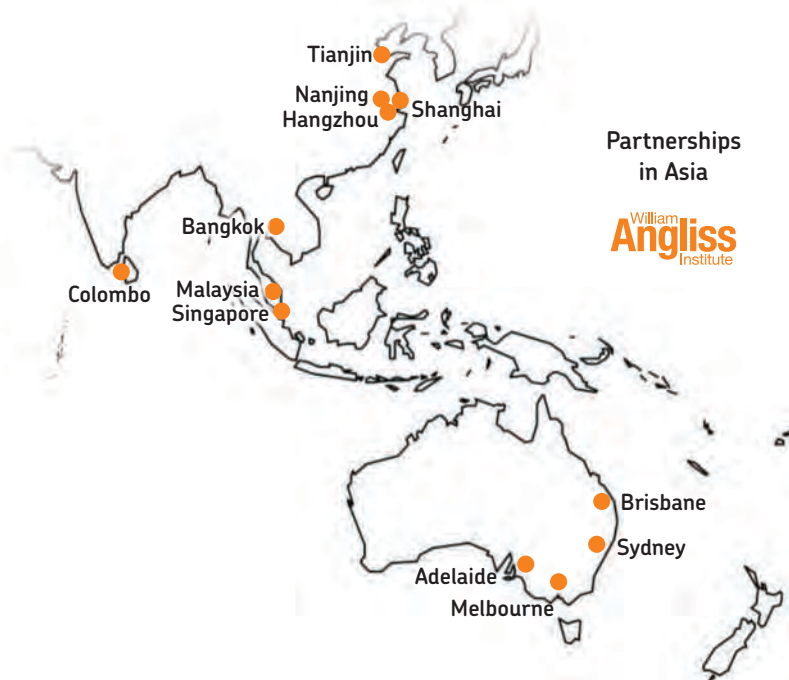 Tianjin
Nanjing
Shanghai
Hangzhou
Partnerships
in Asia
William
Angliss
Institute
Bangkok
Colombo
Malaysia
Singapore
Brisbane
Sydney
Adelaide
Melbourne